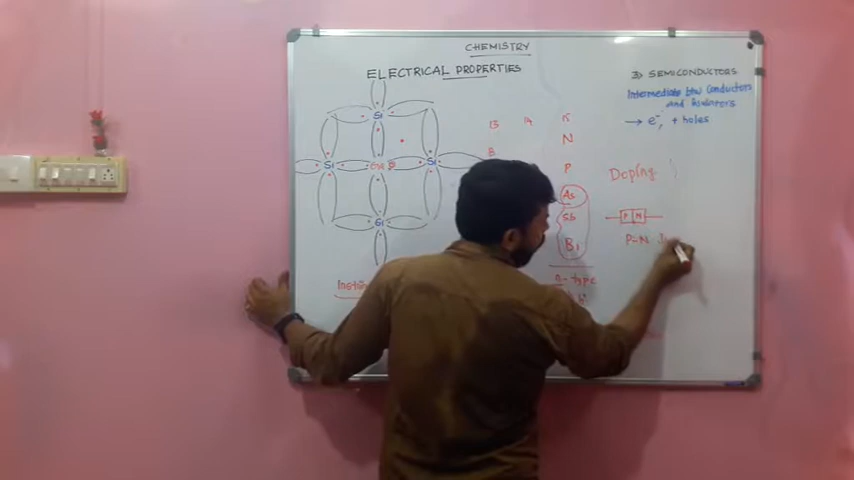 CHEMISTRY
ELECTRICAL PROPERTIES
3) SEMICONDUCTORS
Intermediate btw Conductors
and Insulators
→ e⁻, + holes
Si
Si
Si
Si
13 14 15
B
N
P
As
Sb
Bi
n-type
Doping
P N
P-N